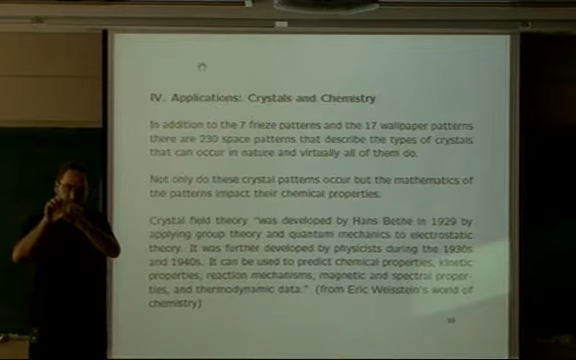 IV. Applications: Crystals and Chemistry
In addition to the 7 frieze patterns and the 17 wallpaper patterns
there are 230 space patterns that describe the types of crystals
that can occur in nature and virtually all of them do.
Not only do these crystal patterns occur but the mathematics of
the patterns impact their chemical properties.
Crystal field theory "was developed by Hans Bethe in 1929 by
applying group theory and quantum mechanics to electrostatic
theory. It was further developed by physicists during the 1930s
and 1940s. It can be used to predict chemical properties, kinetic
properties, reaction mechanisms, magnetic and spectral proper-
ties, and thermodynamic data." (from Eric Weisstein's world of
chemistry)